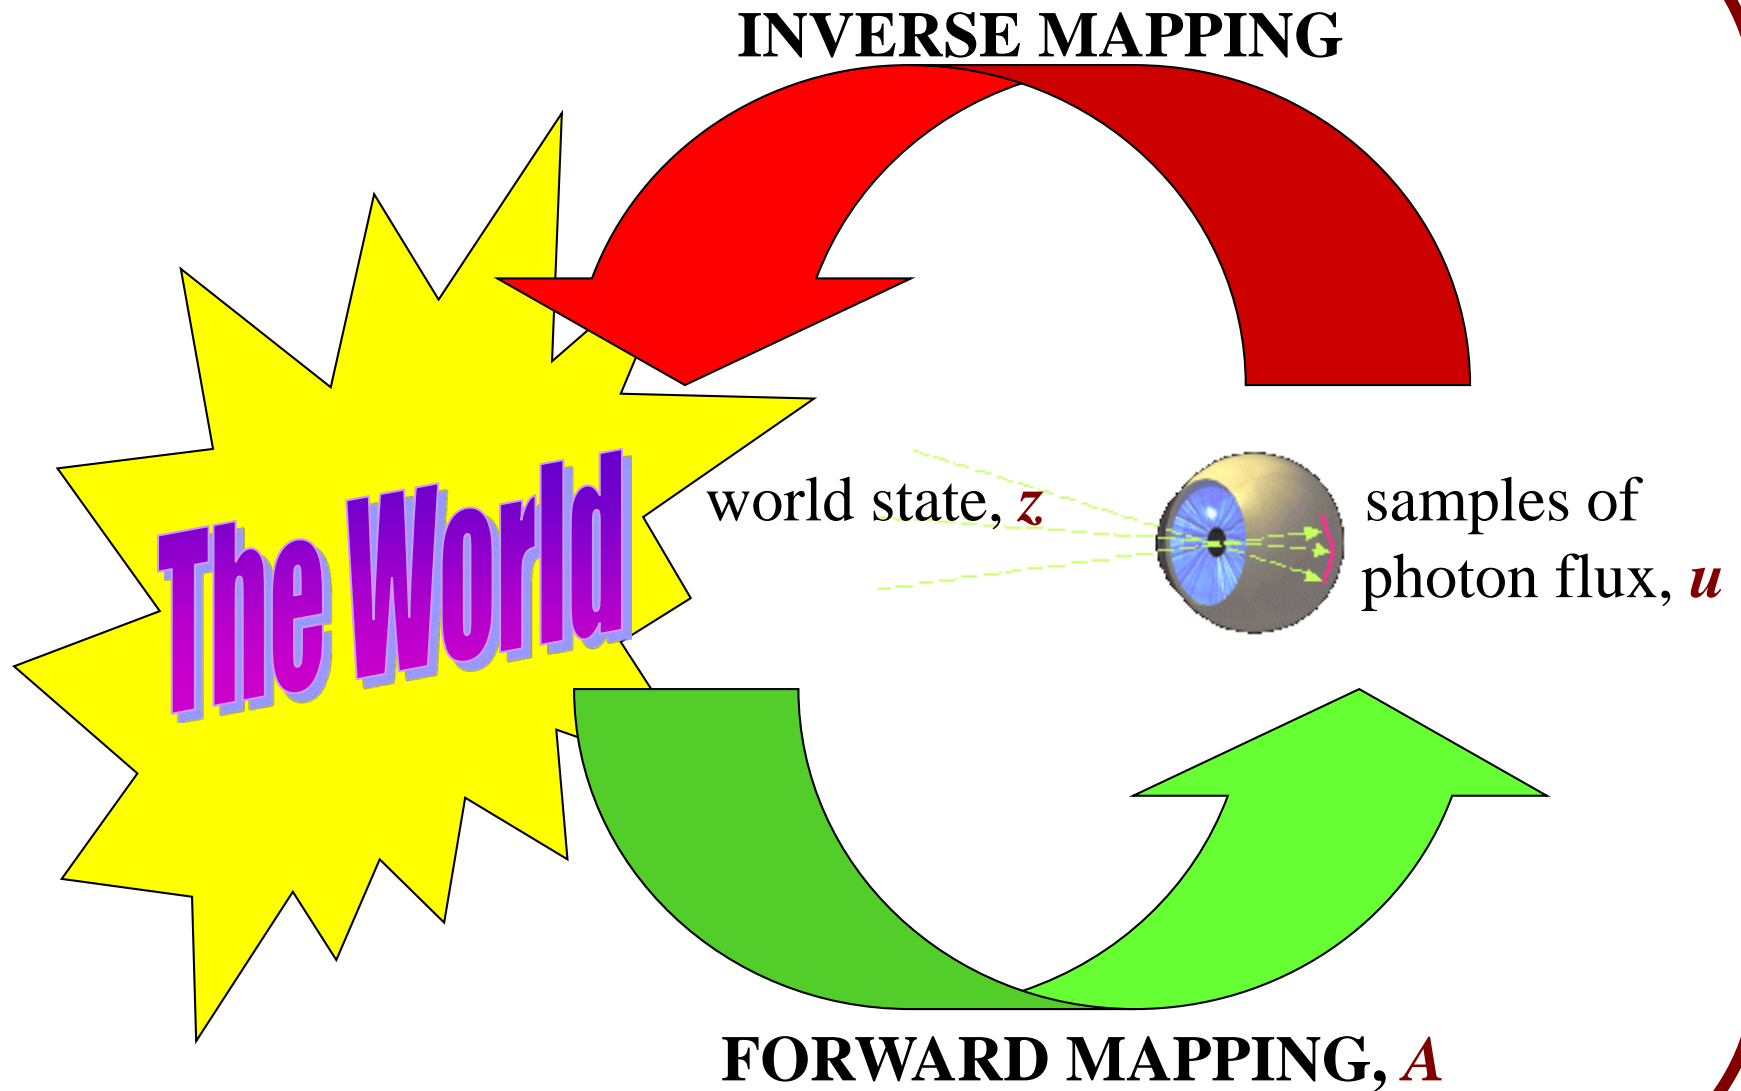 INVERSE MAPPING
The World
world state, z
samples of
photon flux, u
FORWARD MAPPING, A